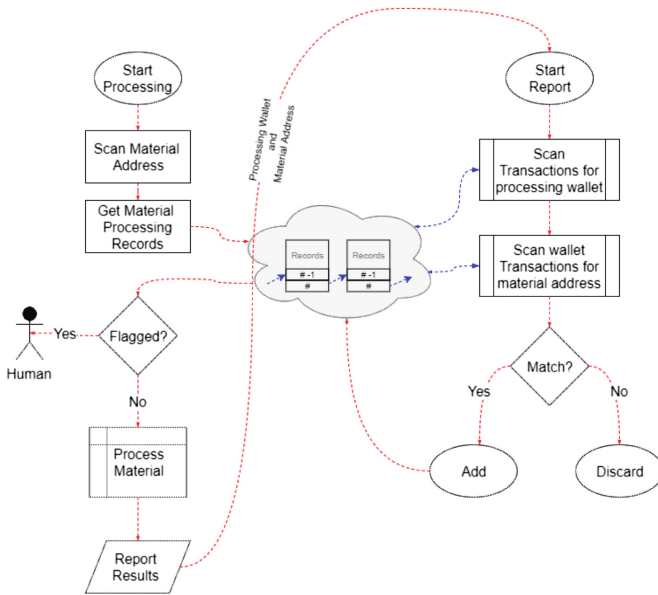 Start
Processing
Scan Material
Address
Get Material
Processing
Records
Flagged?
Yes
Human
No
Process
Material
Report
Results
Processing Wallet
and
Material Address
Records
# -1
#
Records
# -1
#
Start
Report
Scan
Transactions for
processing wallet
Scan wallet
Transactions for
material address
Match?
Yes
No
Add
Discard